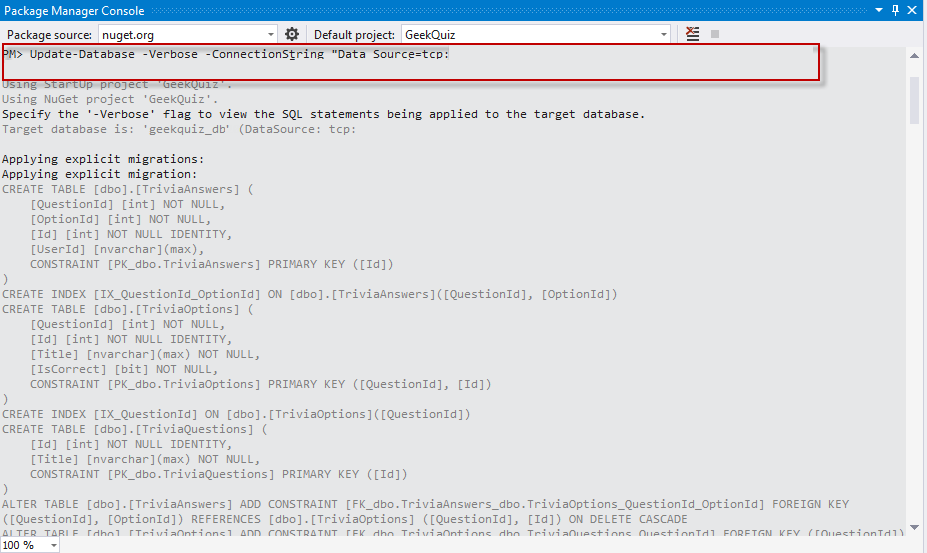 Package Manager Console
Package source: nuget.org Default project: GeekQuiz
PM> Update-Database -Verbose -ConnectionString "Data Source=tcp:
Using StartUp project 'GeekQuiz'.
Using NuGet project 'GeekQuiz'.
Specify the '-Verbose' flag to view the SQL statements being applied to the target database.
Target database is: 'geekquiz_db' (DataSource: tcp:
Applying explicit migrations:
Applying explicit migration:
CREATE TABLE [dbo].[TriviaAnswers] (
[QuestionId] [int] NOT NULL,
[OptionId] [int] NOT NULL,
[Id] [int] NOT NULL IDENTITY,
[UserId] [nvarchar](max),
CONSTRAINT [PK_dbo.TriviaAnswers] PRIMARY KEY ([Id])
)
CREATE INDEX [IX_QuestionId_OptionId] ON [dbo].[TriviaAnswers]([QuestionId], [OptionId])
CREATE TABLE [dbo].[TriviaOptions] (
[QuestionId] [int] NOT NULL,
[Id] [int] NOT NULL IDENTITY,
[Title] [nvarchar](max) NOT NULL,
[IsCorrect] [bit] NOT NULL,
CONSTRAINT [PK_dbo.TriviaOptions] PRIMARY KEY ([QuestionId], [Id])
)
CREATE INDEX [IX_QuestionId] ON [dbo].[TriviaOptions]([QuestionId])
CREATE TABLE [dbo].[TriviaQuestions] (
[Id] [int] NOT NULL IDENTITY,
[Title] [nvarchar](max) NOT NULL,
CONSTRAINT [PK_dbo.TriviaQuestions] PRIMARY KEY ([Id])
)
ALTER TABLE [dbo].[TriviaAnswers] ADD CONSTRAINT [FK_dbo.TriviaAnswers_dbo.TriviaOptions_QuestionId_OptionId] FOREIGN KEY
([QuestionId], [OptionId]) REFERENCES [dbo].[TriviaOptions] ([QuestionId], [Id]) ON DELETE CASCADE
ALTER TABLE [dbo].[TriviaOptions] ADD CONSTRAINT [FK_dbo.TriviaOptions_dbo.TriviaQuestions_QuestionId] FOREIGN KEY ([QuestionId])
100 %